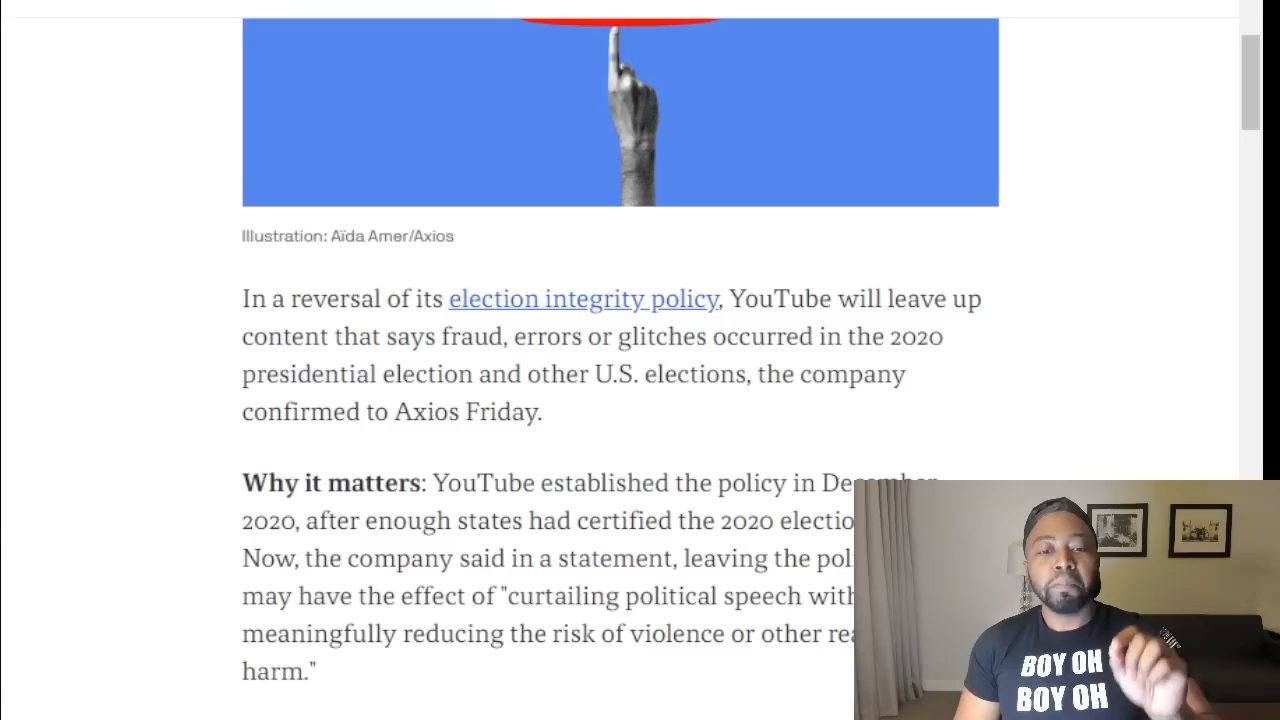 Illustration: Aïda Amer/Axios
In a reversal of its election integrity policy, YouTube will leave up
content that says fraud, errors or glitches occurred in the 2020
presidential election and other U.S. elections, the company
confirmed to Axios Friday.
Why it matters: YouTube established the policy in December
2020, after enough states had certified the 2020 electio
Now, the company said in a statement, leaving the pol
may have the effect of "curtailing political speech with
meaningfully reducing the risk of violence or other rea
harm."
BOY OH
BOY OH